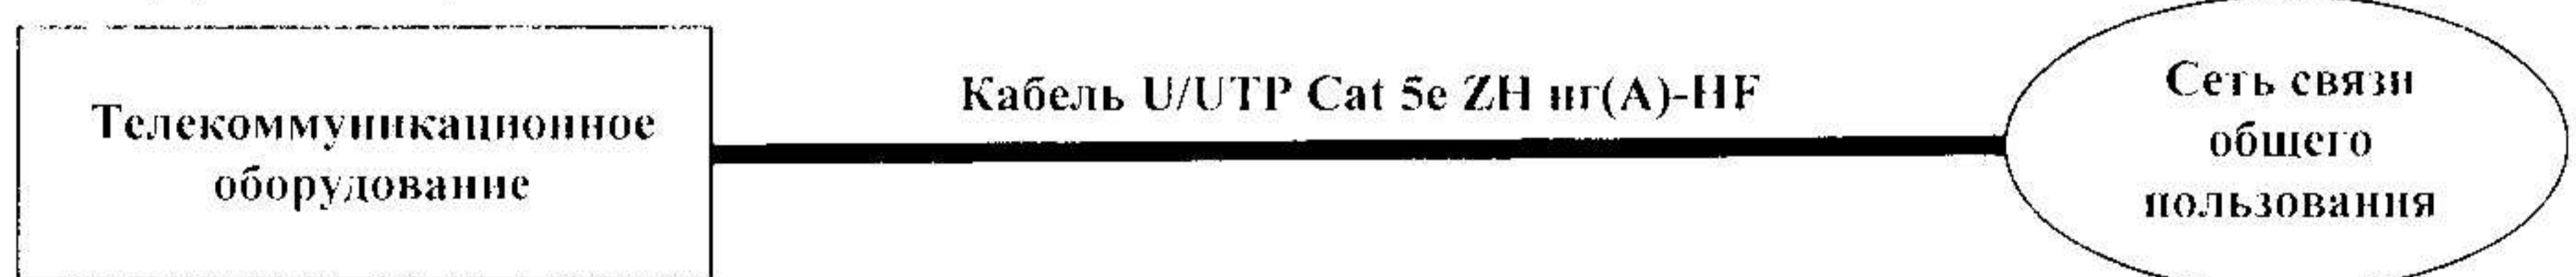 Телекоммуникационное
оборудование
Кабель U/UTP Cat 5e ZH нг(А)-HF
Сеть связи
общего
пользования